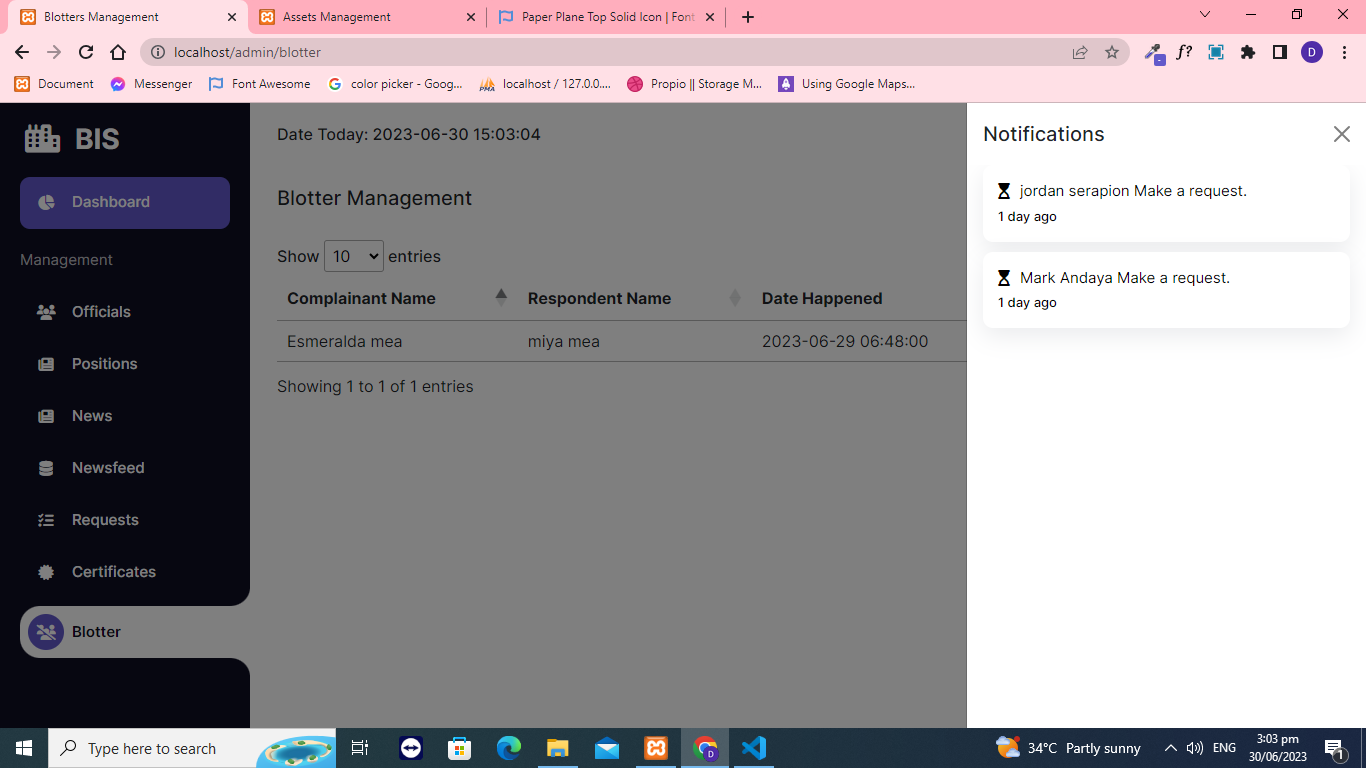 Blotters Management
Assets Management
Paper Plane Top Solid Icon | Font
localhost/admin/blotter
f?
D
Document
Messenger
Font Awesome
color picker - Goog...
localhost / 127.0.0....
Propio || Storage M...
Using Google Maps...
BIS
Dashboard
Management
Officials
Positions
News
Newsfeed
Requests
Certificates
Blotter
Date Today: 2023-06-30 15:03:04
Blotter Management
Show 10 entries
Complainant Name Respondent Name Date Happened
Esmeralda mea miya mea 2023-06-29 06:48:00
Showing 1 to 1 of 1 entries
Notifications
jordan serapion Make a request.
1 day ago
Mark Andaya Make a request.
1 day ago
Type here to search
D
34°C Partly sunny
ENG
3:03 pm
30/06/2023
1